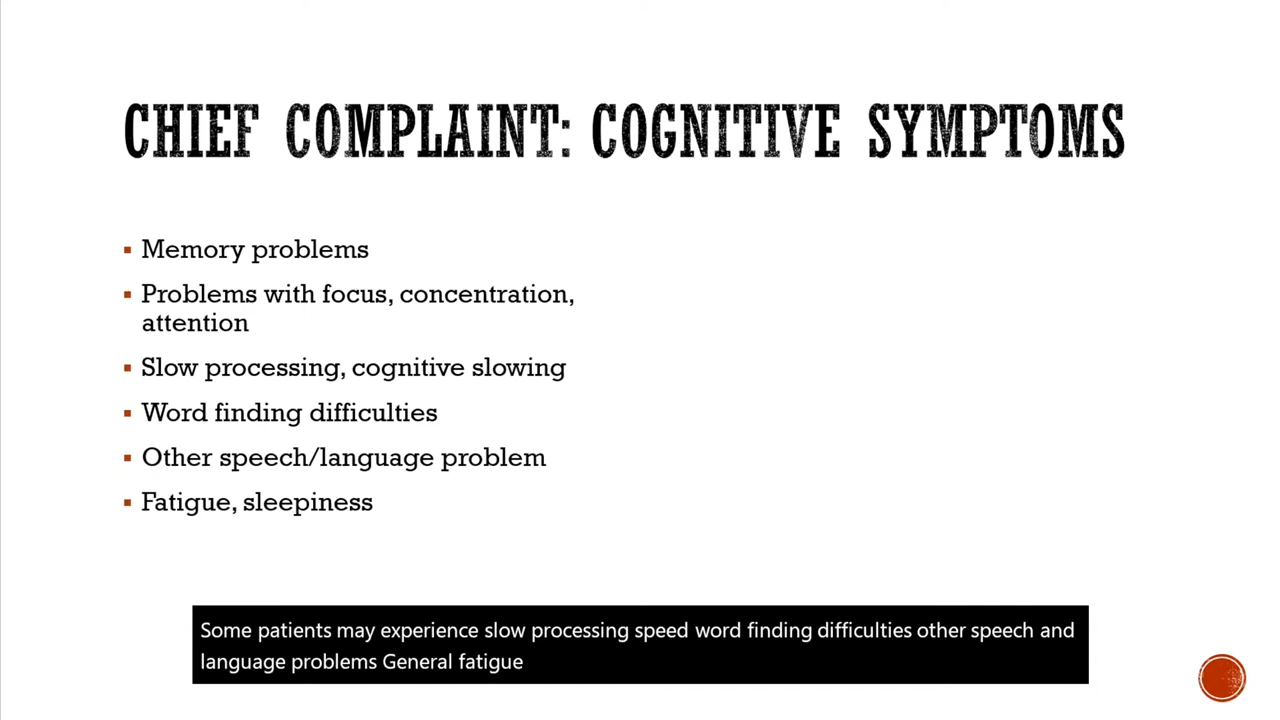 CHIEF COMPLAINT: COGNITIVE SYMPTOMS
Memory problems
Problems with focus, concentration,
attention
Slow processing, cognitive slowing
Word finding difficulties
Other speech/language problem
Fatigue, sleepiness
Some patients may experience slow processing speed word finding difficulties other speech and
language problems General fatigue